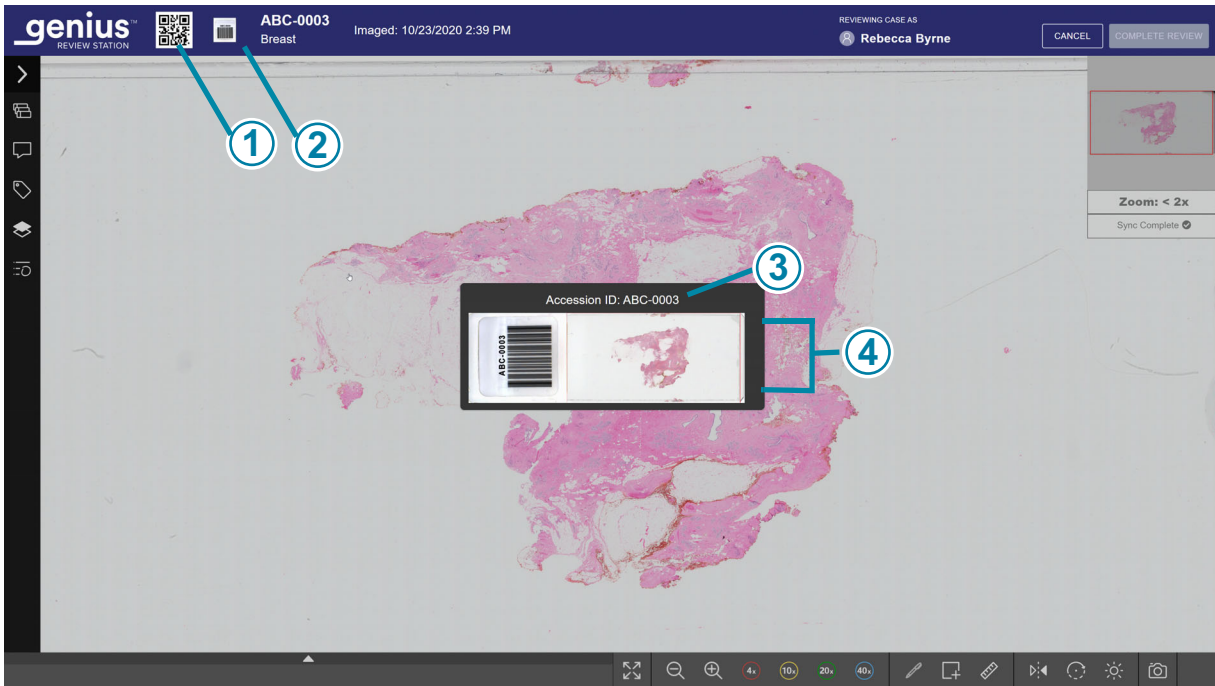 genius™
REVIEW STATION
ABC-0003
Breast
Imaged: 10/23/2020 2:39 PM
REVIEWING CASE AS
Rebecca Byrne
CANCEL
COMPLETE REVIEW
1
2
Zoom: < 2x
Sync Complete
3
Accession ID: ABC-0003
ABC-0003
4
4x
10x
20x
40x